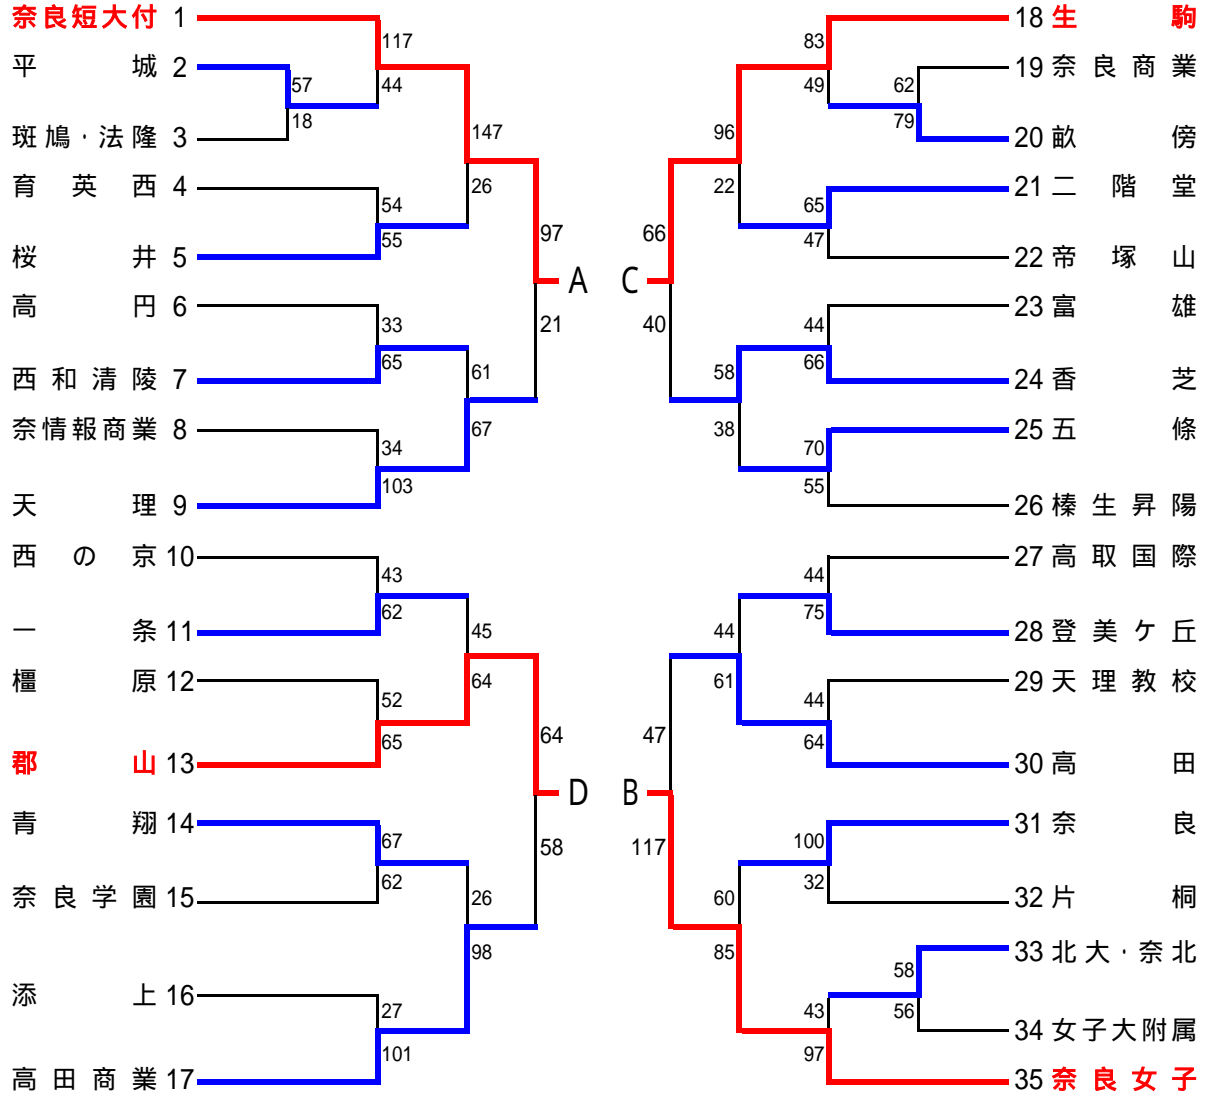 奈良短大付 1
117
平城 2
57
44
18
斑鳩・法隆 3
147
育英西 4
26
54
55
桜井 5
97
A
高円 6
21
33
65
61
西和清陵 7
奈情報商業 8
67
34
103
天理 9
西の京 10
43
62
一条 11
45
橿原 12
64
52
65
郡山 13
64
D
青翔 14
58
67
62
奈良学園 15
26
98
添上 16
27
101
高田商業 17
18 生駒
83
19 奈良商業
49
62
79
96
20 畝傍
22
21 二階堂
65
47
66
22 帝塚山
C
40
23 富雄
44
66
58
24 香芝
38
25 五條
70
55
26 榛生昇陽
27 高取国際
44
75
44
28 登美ケ丘
61
29 天理教校
44
64
47
30 高田
B
117
31 奈良
100
32
60
32 片桐
85
33 北大・奈北
58
56
43
34 女子大附属
97
35 奈良女子